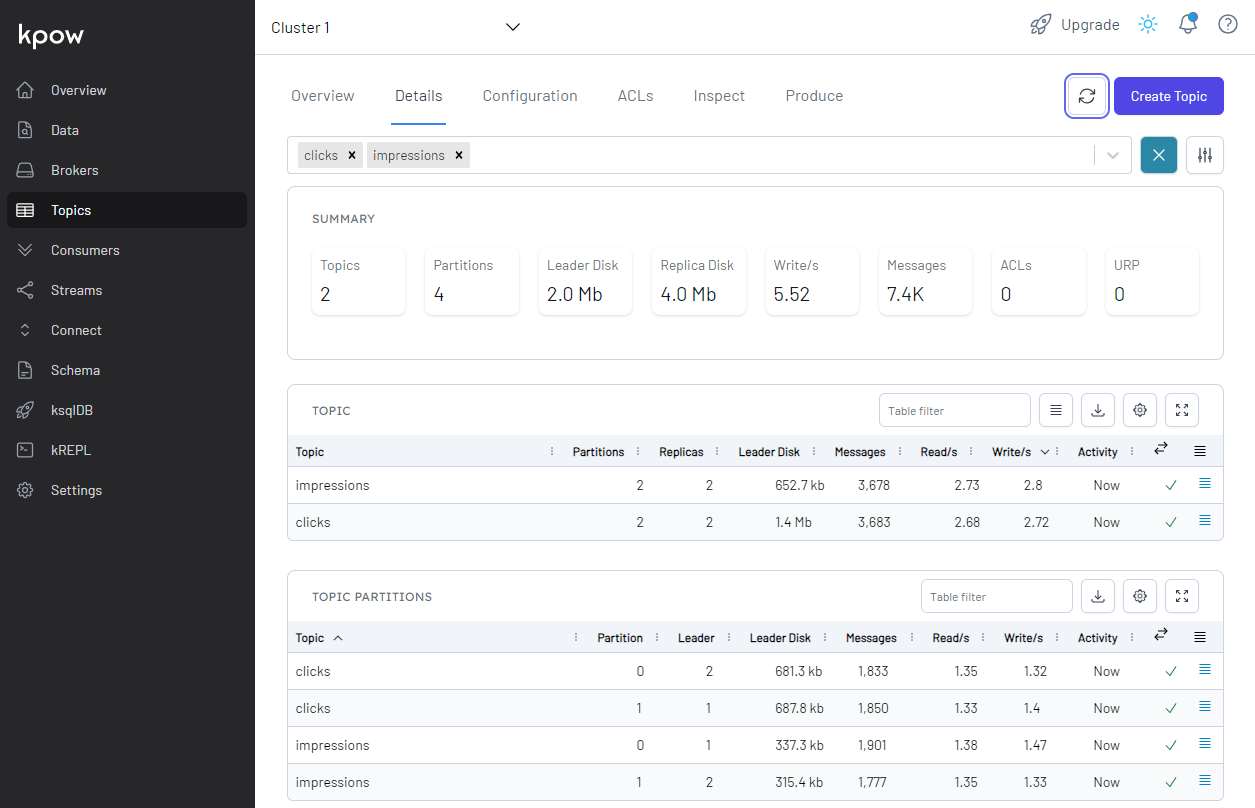 kpow
Cluster 1
Upgrade
Overview
Data
Brokers
Topics
Consumers
Streams
Connect
Schema
ksqlDB
kREPL
Settings
Overview Details Configuration ACLs Inspect Produce
Create Topic
clicks impressions
SUMMARY
Topics Partitions Leader Disk Replica Disk Write/s Messages ACLs URP
2 4 2.0 Mb 4.0 Mb 5.52 7.4K 0 0
TOPIC
Table filter
Topic Partitions Replicas Leader Disk Messages Read/s Write/s Activity
impressions 2 2 652.7 kb 3,678 2.73 2.8 Now
clicks 2 2 1.4 Mb 3,683 2.68 2.72 Now
TOPIC PARTITIONS
Table filter
Topic Partition Leader Leader Disk Messages Read/s Write/s Activity
clicks 0 2 681.3 kb 1,833 1.35 1.32 Now
clicks 1 1 687.8 kb 1,850 1.33 1.4 Now
impressions 0 1 337.3 kb 1,901 1.38 1.47 Now
impressions 1 2 315.4 kb 1,777 1.35 1.33 Now